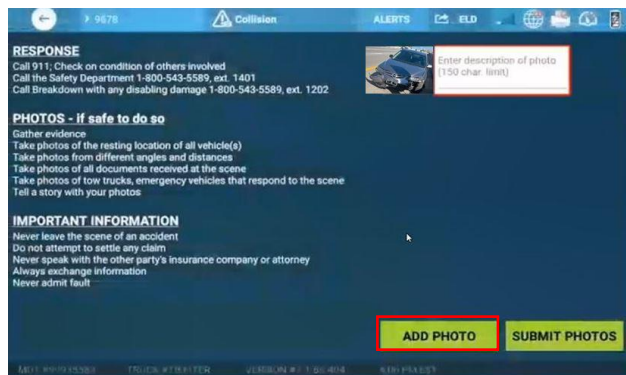 > 9678
Collision
ALERTS
ELD
RESPONSE
Call 911; Check on condition of others involved
Call the Safety Department 1-800-543-5589, ext. 1401
Call Breakdown with any disabling damage 1-800-543-5589, ext. 1202
Enter description of photo
(150 char. limit)
PHOTOS - if safe to do so
Gather evidence
Take photos of the resting location of all vehicle(s)
Take photos from different angles and distances
Take photos of all documents received at the scene
Take photos of tow trucks, emergency vehicles that respond to the scene
Tell a story with your photos
IMPORTANT INFORMATION
Never leave the scene of an accident
Do not attempt to settle any claim
Never speak with the other party's insurance company or attorney
Always exchange information
Never admit fault
ADD PHOTO
SUBMIT PHOTOS